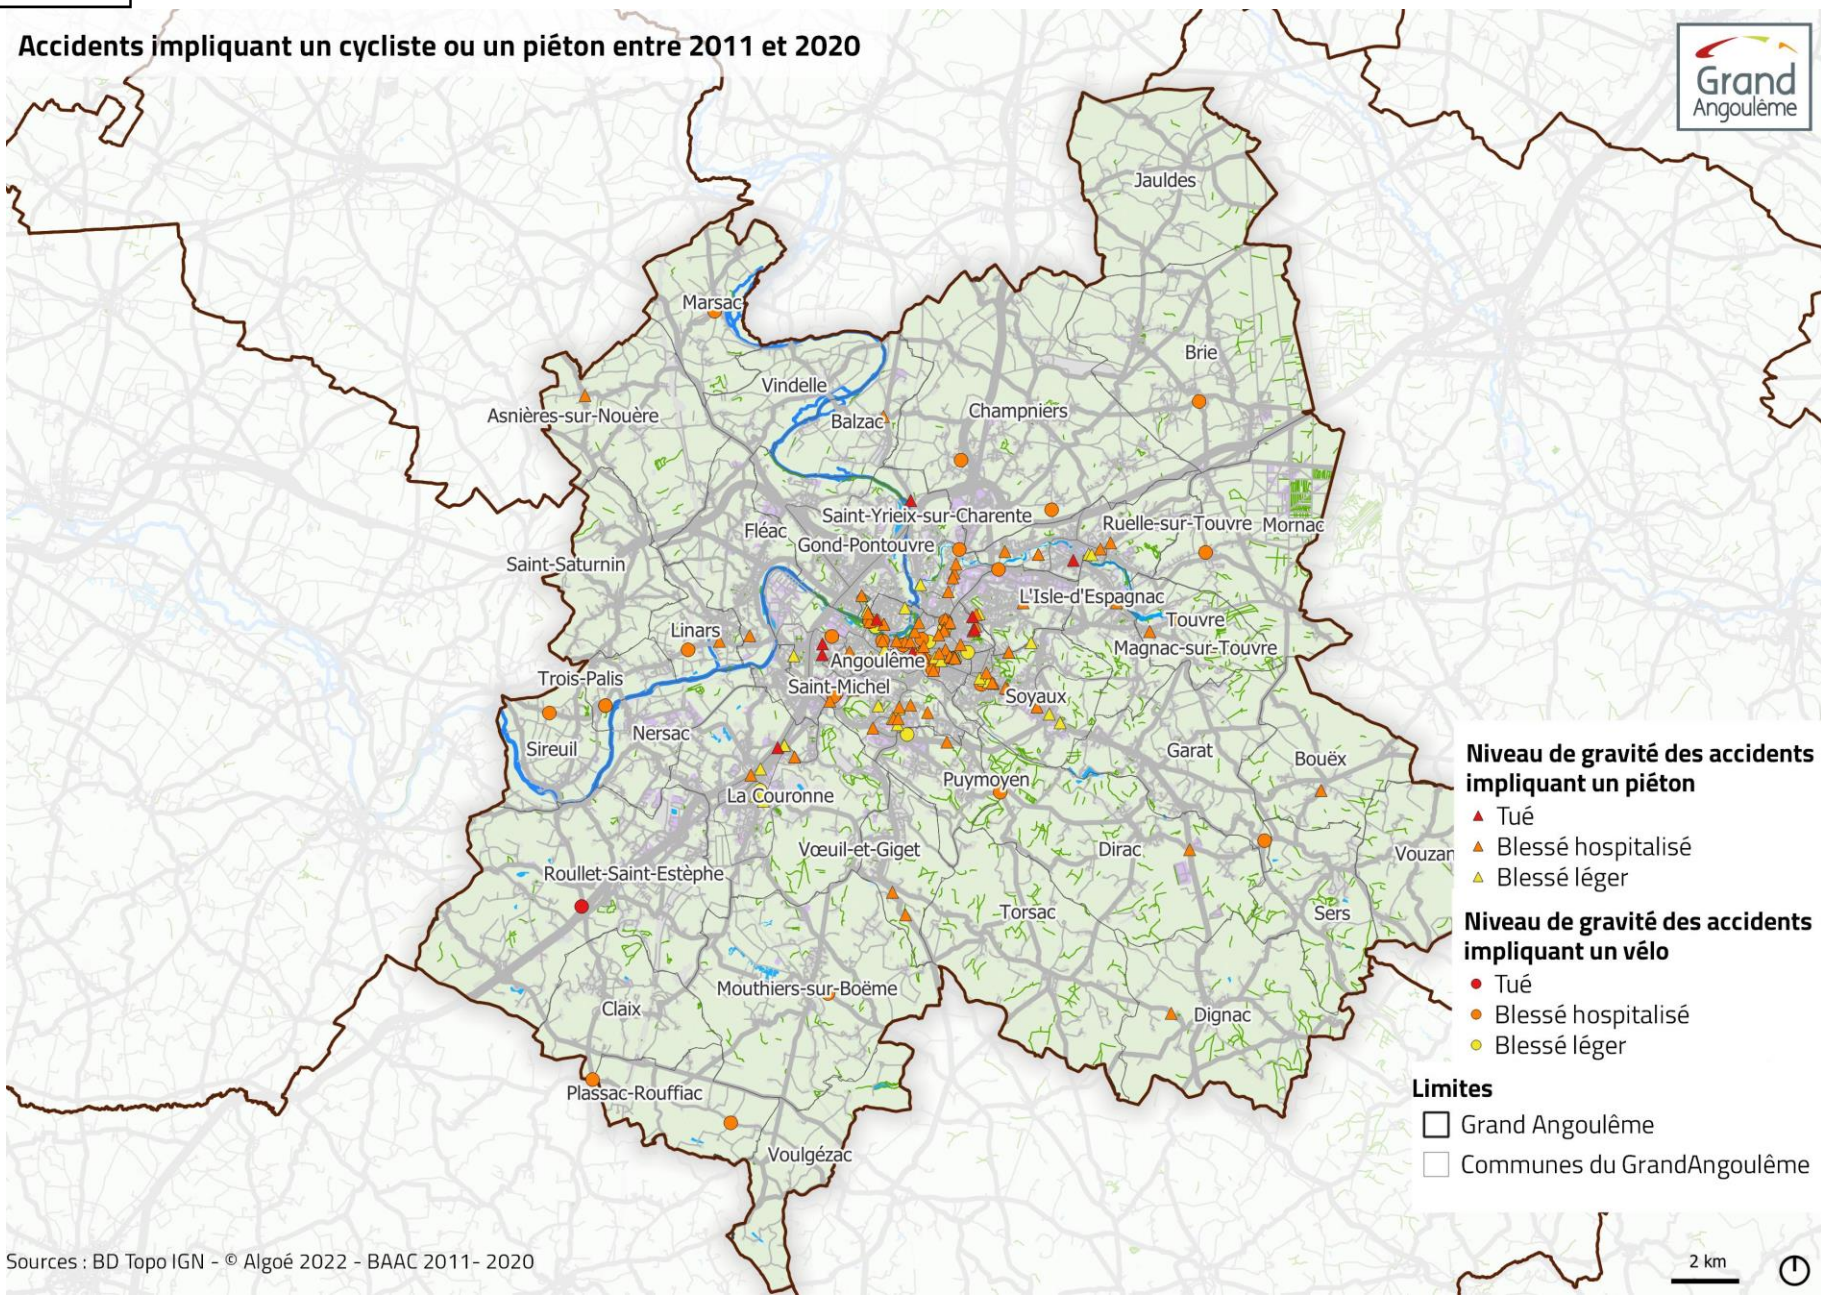 Accidents impliquant un cycliste ou un piéton entre 2011 et 2020
Grand
Angoulême
Jauldes
Marsac
Brie
Vindelle
Asnières-sur-Nouère
Balzac
Champniers
Saint-Yrieix-sur-Charente
Ruelle-sur-Touvre
Mornac
Fléac
Gond-Pontouvre
Saint-Saturnin
L'Isle-d'Espagnac
Touvre
Linars
Magnac-sur-Touvre
Angoulême
Trois-Palis
Saint-Michel
Soyaux
Nersac
Sireuil
Garat
Bouëx
Puymoyen
La Couronne
Vœuil-et-Giget
Dirac
Vouzan
Roullet-Saint-Estèphe
Torsac
Sers
Mouthiers-sur-Boëme
Claix
Dignac
Plassac-Rouffiac
Voulgézac
Niveau de gravité des accidents
impliquant un piéton
Tué
Blessé hospitalisé
Blessé léger
Niveau de gravité des accidents
impliquant un vélo
Tué
Blessé hospitalisé
Blessé léger
Limites
Grand Angoulême
Communes du GrandAngoulême
Sources : BD Topo IGN - © Algoé 2022 - BAAC 2011- 2020
2 km